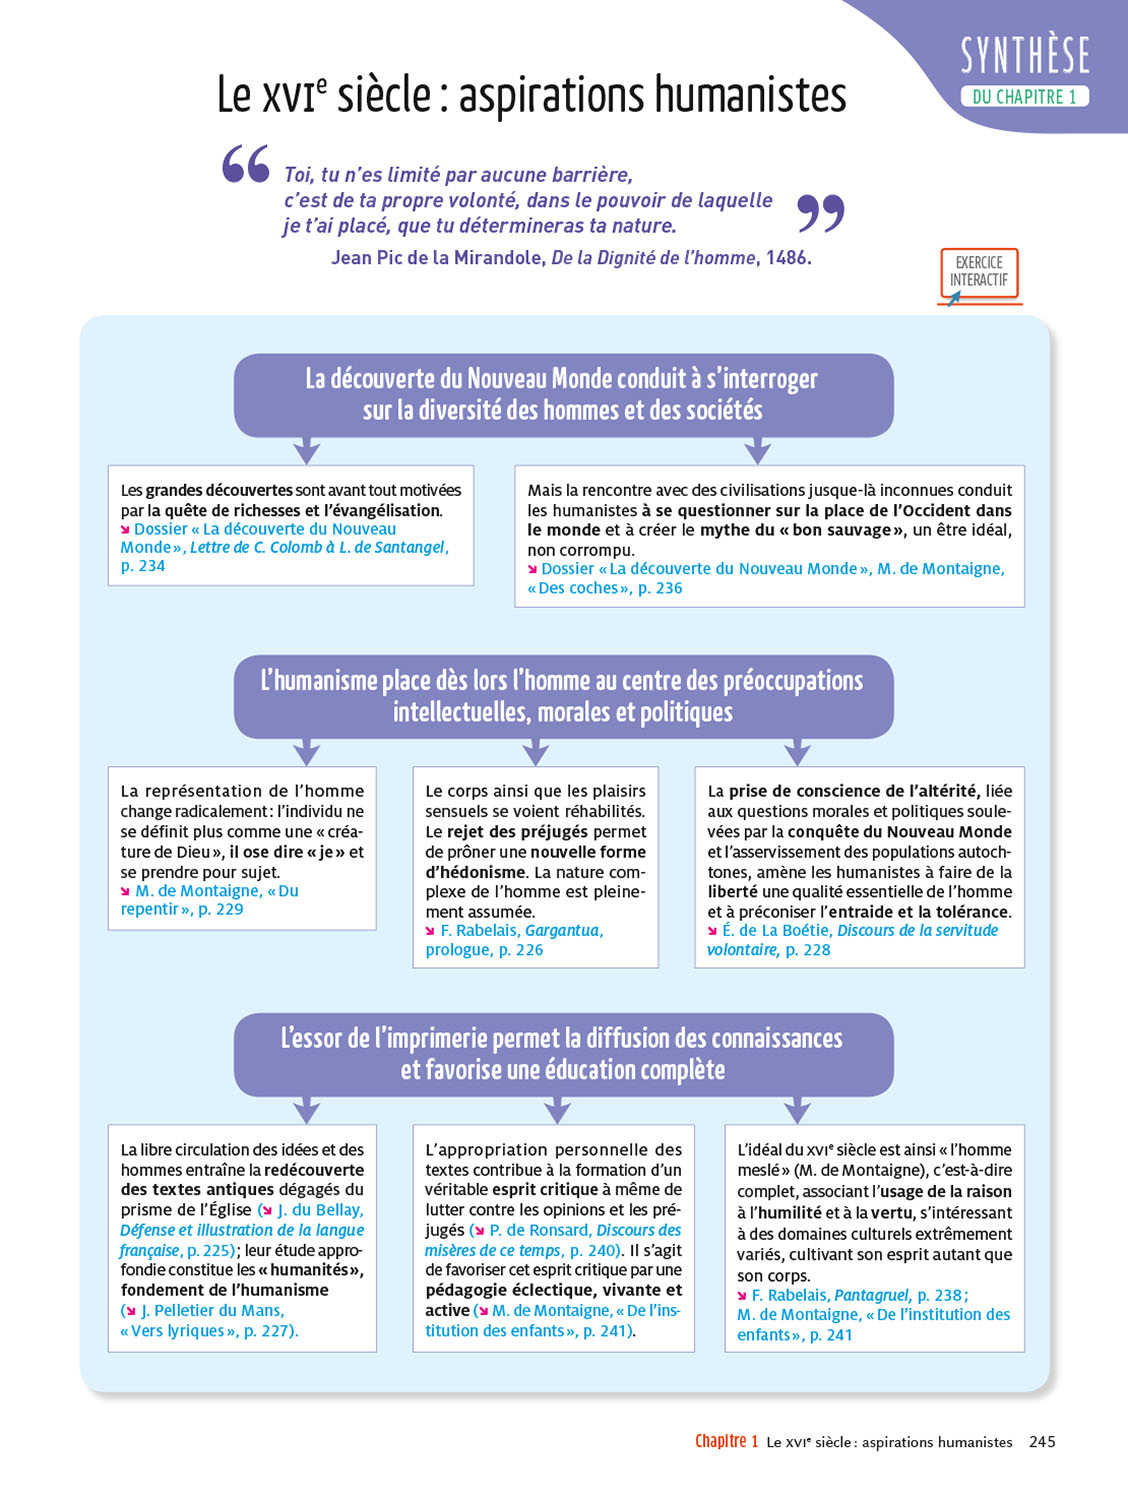 SYNTHÈSE
DU CHAPITRE 1
Le XVIe siècle : aspirations humanistes
“ Toi, tu n’es limité par aucune barrière,
c’est de ta propre volonté, dans le pouvoir de laquelle
je t’ai placé, que tu détermineras ta nature. ”
Jean Pic de la Mirandole, De la Dignité de l’homme, 1486.
EXERCICE
INTERACTIF
La découverte du Nouveau Monde conduit à s’interroger
sur la diversité des hommes et des sociétés
Les grandes découvertes sont avant tout motivées
par la quête de richesses et l’évangélisation.
➘ Dossier « La découverte du Nouveau
Monde », Lettre de C. Colomb à L. de Santangel,
p. 234
Mais la rencontre avec des civilisations jusque-là inconnues conduit
les humanistes à se questionner sur la place de l’Occident dans
le monde et à créer le mythe du « bon sauvage », un être idéal,
non corrompu.
➘ Dossier « La découverte du Nouveau Monde », M. de Montaigne,
« Des coches », p. 236
L’humanisme place dès lors l’homme au centre des préoccupations
intellectuelles, morales et politiques
La représentation de l’homme
change radicalement : l’individu ne
se définit plus comme une « créa-
ture de Dieu », il ose dire « je » et
se prendre pour sujet.
➘ M. de Montaigne, « Du
repentir », p. 229
Le corps ainsi que les plaisirs
sensuels se voient réhabilités.
Le rejet des préjugés permet
de prôner une nouvelle forme
d’hédonisme. La nature com-
plexe de l’homme est pleine-
ment assumée.
➘ F. Rabelais, Gargantua,
prologue, p. 226
La prise de conscience de l’altérité, liée
aux questions morales et politiques soule-
vées par la conquête du Nouveau Monde
et l’asservissement des populations autoch-
tones, amène les humanistes à faire de la
liberté une qualité essentielle de l’homme
et à préconiser l’entraide et la tolérance.
➘ É. de La Boétie, Discours de la servitude
volontaire, p. 228
L’essor de l’imprimerie permet la diffusion des connaissances
et favorise une éducation complète
La libre circulation des idées et des
hommes entraîne la redécouverte
des textes antiques dégagés du
prisme de l’Église (➘ J. du Bellay,
Défense et illustration de la langue
française, p. 225) ; leur étude appro-
fondie constitue les « humanités »,
fondement de l’humanisme
(➘ J. Pelletier du Mans,
« Vers lyriques », p. 227).
L’appropriation personnelle des
textes contribue à la formation d’un
véritable esprit critique à même de
lutter contre les opinions et les pré-
jugés (➘ P. de Ronsard, Discours des
misères de ce temps, p. 240). Il s’agit
de favoriser cet esprit critique par une
pédagogie éclectique, vivante et
active (➘ M. de Montaigne, « De l’ins-
titution des enfants », p. 241).
L’idéal du XVIe siècle est ainsi « l’homme
meslé » (M. de Montaigne), c’est-à-dire
complet, associant l’usage de la raison
à l’humilité et à la vertu, s’intéressant
à des domaines culturels extrêmement
variés, cultivant son esprit autant que
son corps.
➘ F. Rabelais, Pantagruel, p. 238 ;
M. de Montaigne, « De l’institution des
enfants », p. 241
Chapitre 1 Le XVIe siècle : aspirations humanistes 245